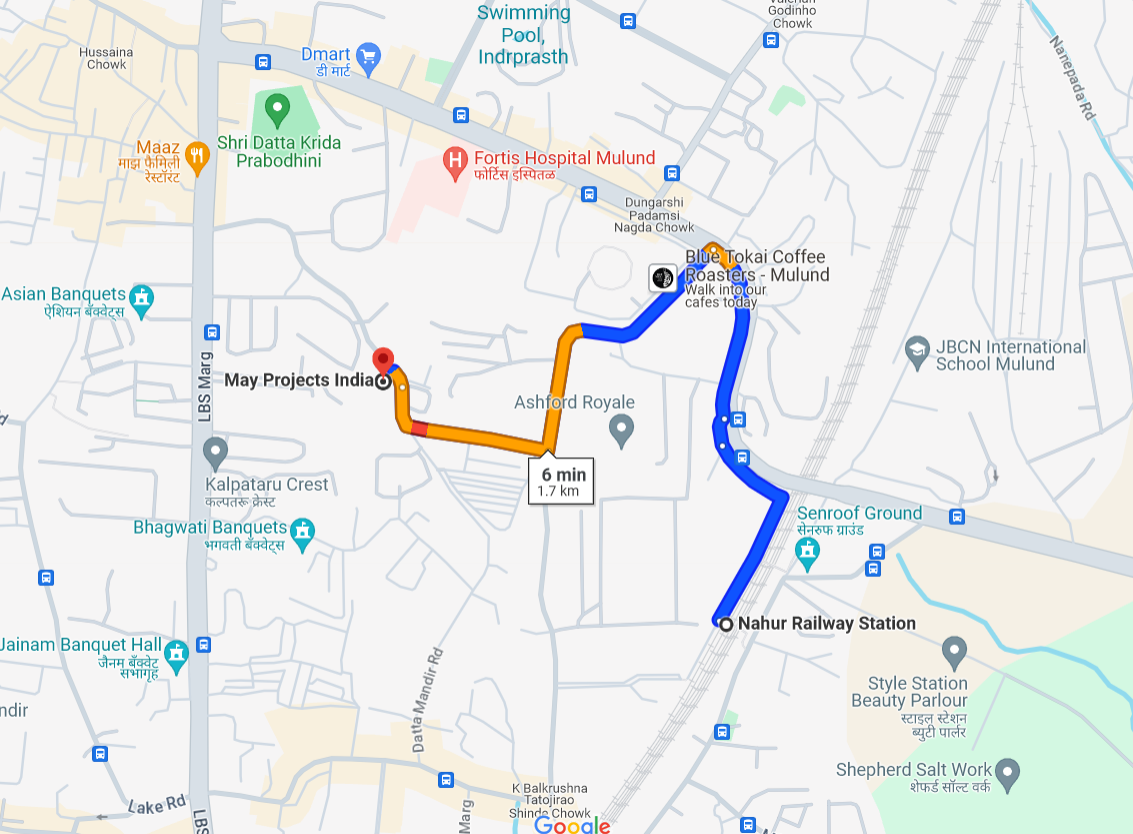 Valerian
Godinho
Chowk
Swimming
Pool,
Indrprasth
Hussaina
Chowk
Dmart
डी मार्ट
Nanepada Rd
Shri Datta Krida
Prabodhini
Maaz
माझ फैमिली
रेस्टॉरंट
Fortis Hospital Mulund
फोर्टिस इस्पितळ
Dungarshi
Padamsi
Nagda Chowk
Blue Tokai Coffee
Roasters - Mulund
Walk into our
cafes today
Asian Banquets
ऐशियन बँक्वेट्स
LBS Marg
JBCN International
School Mulund
May Projects India
Ashford Royale
6 min
1.7 km
Kalpataru Crest
कल्पतरू क्रेस्ट
Senroof Ground
सेनरुफ ग्राउंड
Bhagwati Banquets
भगवती बँक्वेट्स
Nahur Railway Station
Jainam Banquet Hall
जैनम बँक्वेट
सभागृह
Datta Mandir Rd
Style Station
Beauty Parlour
स्टाइल स्टेशन
ब्युटी पार्लर
ndir
Shepherd Salt Work
शेफर्ड सॉल्ट वर्क
K Balkrushna
Tatojirao
Shinde Chowk
Lake Rd
LBS
Marg
Google